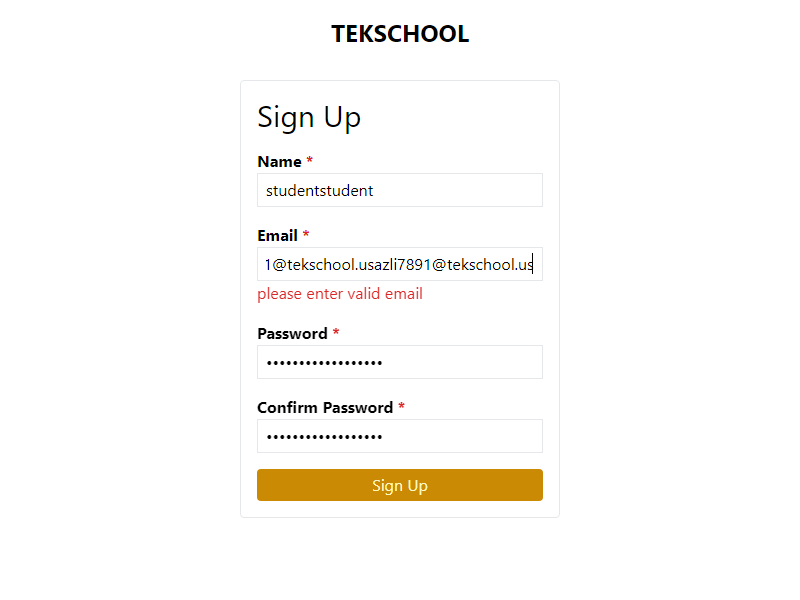 TEKSCHOOL
Sign Up
Name *
studentstudent
Email *
1@tekschool.usazli7891@tekschool.us
please enter valid email
Password *
••••••••••••••••••
Confirm Password *
••••••••••••••••••
Sign Up